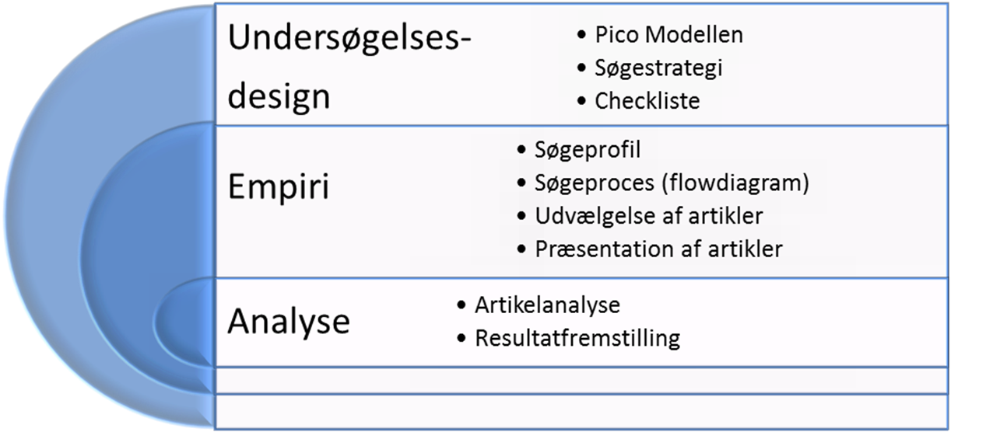 Undersøgelses-
design
• Pico Modellen
• Søgestrategi
• Checkliste
Empiri
• Søgeprofil
• Søgeproces (flowdiagram)
• Udvælgelse af artikler
• Præsentation af artikler
Analyse
• Artikelanalyse
• Resultatfremstilling